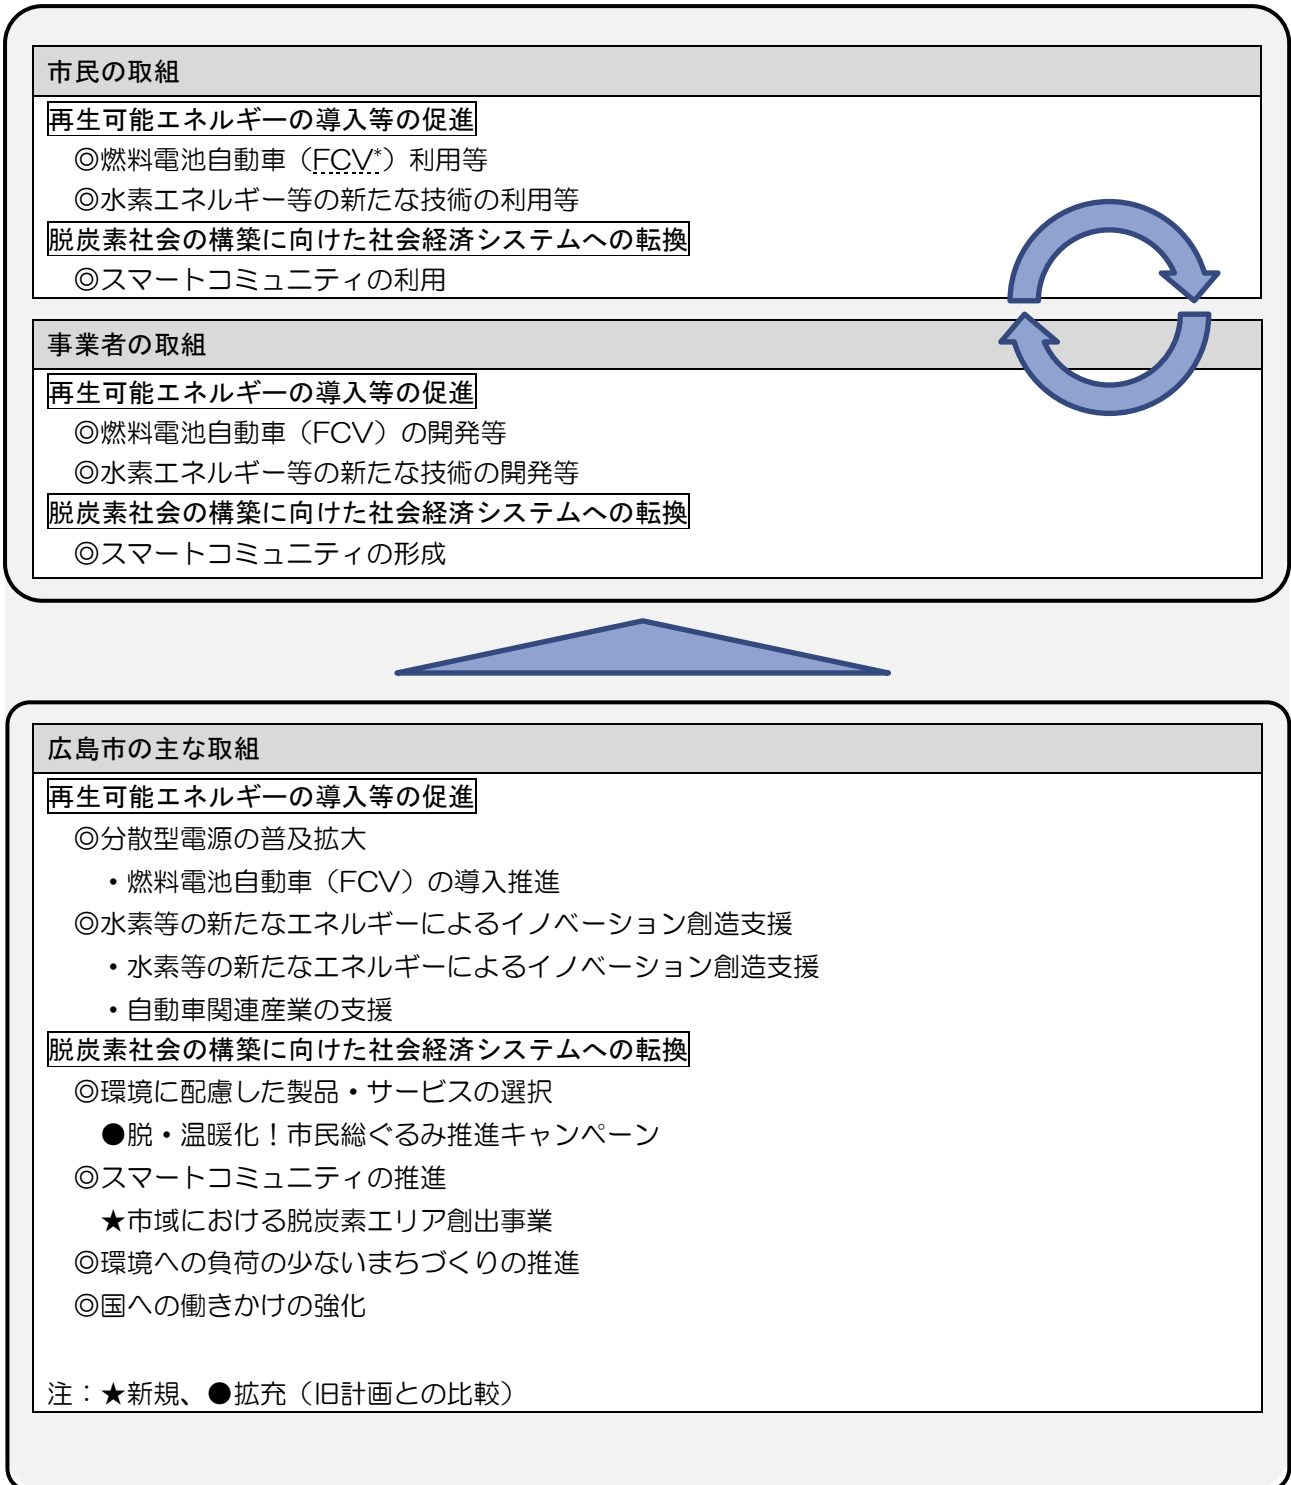 市民の取組
再生可能エネルギーの導入等の促進
◎燃料電池自動車（FCV*）利用等
◎水素エネルギー等の新たな技術の利用等
脱炭素社会の構築に向けた社会経済システムへの転換
◎スマートコミュニティの利用
事業者の取組
再生可能エネルギーの導入等の促進
◎燃料電池自動車（FCV）の開発等
◎水素エネルギー等の新たな技術の開発等
脱炭素社会の構築に向けた社会経済システムへの転換
◎スマートコミュニティの形成
広島市の主な取組
再生可能エネルギーの導入等の促進
◎分散型電源の普及拡大
・燃料電池自動車（FCV）の導入推進
◎水素等の新たなエネルギーによるイノベーション創造支援
・水素等の新たなエネルギーによるイノベーション創造支援
・自動車関連産業の支援
脱炭素社会の構築に向けた社会経済システムへの転換
◎環境に配慮した製品・サービスの選択
●脱・温暖化！市民総ぐるみ推進キャンペーン
◎スマートコミュニティの推進
★市域における脱炭素エリア創出事業
◎環境への負荷の少ないまちづくりの推進
◎国への働きかけの強化
注：★新規、●拡充（旧計画との比較）